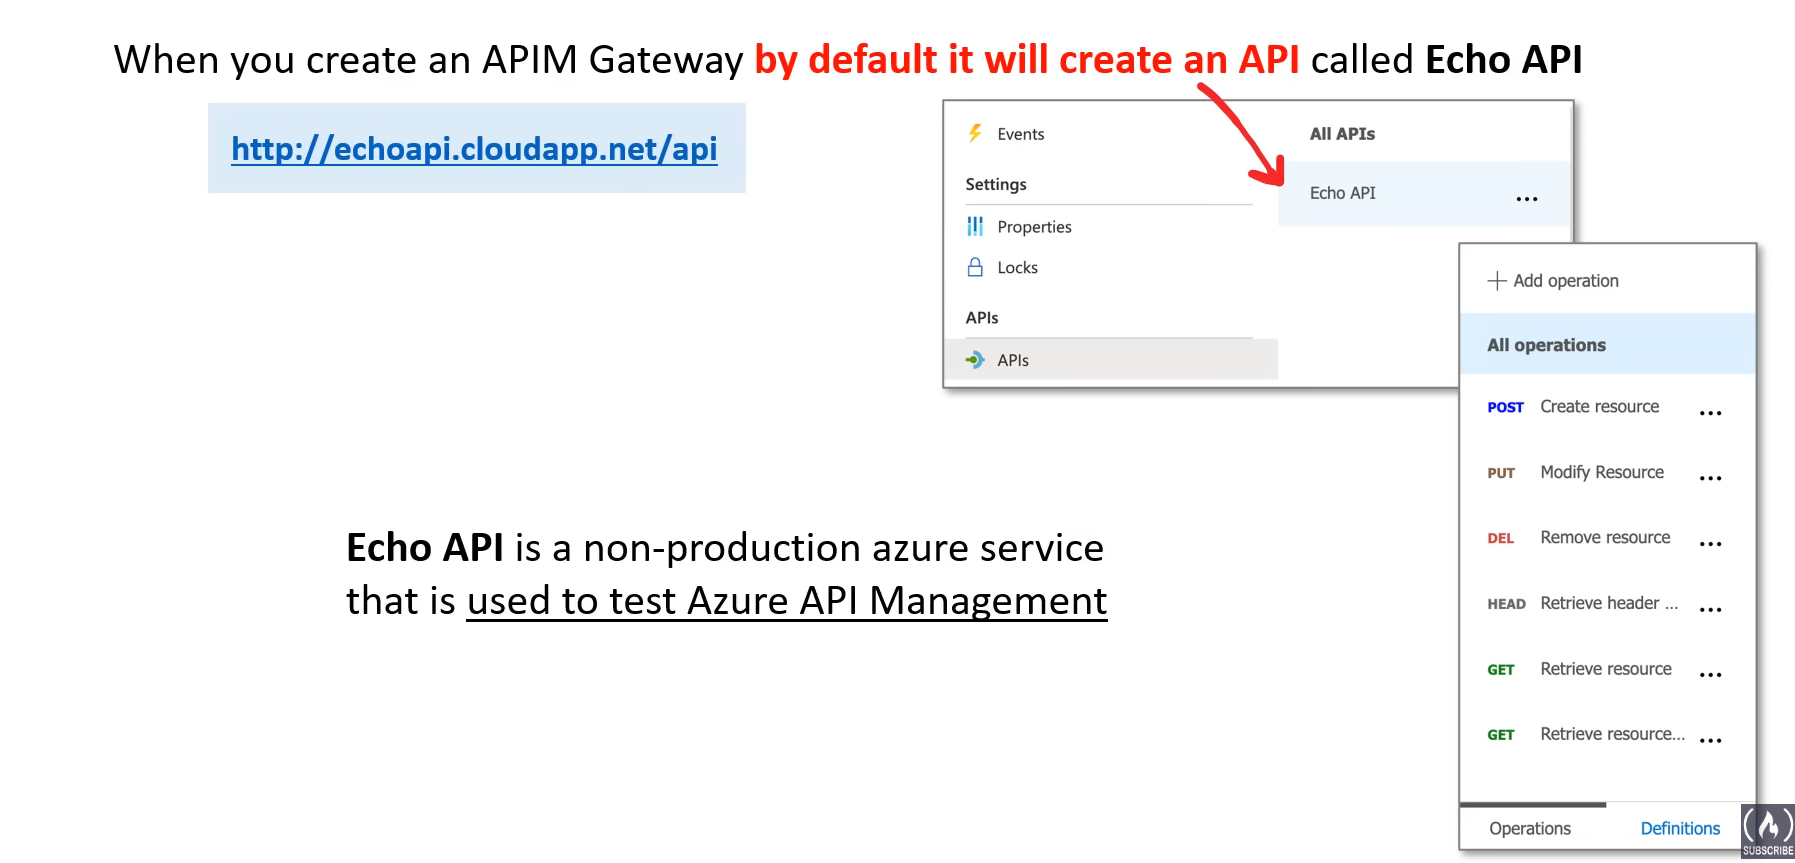 When you create an APIM Gateway by default it will create an API called Echo API
http://echoapi.cloudapp.net/api
Events
Settings
Properties
Locks
APIs
APIs
All APIs
Echo API ...
Add operation
All operations
POST Create resource ...
PUT Modify Resource ...
DEL Remove resource ...
HEAD Retrieve header ... ...
GET Retrieve resource ...
GET Retrieve resource... ...
Operations Definitions
Echo API is a non-production azure service
that is used to test Azure API Management
SUBSCRIBE